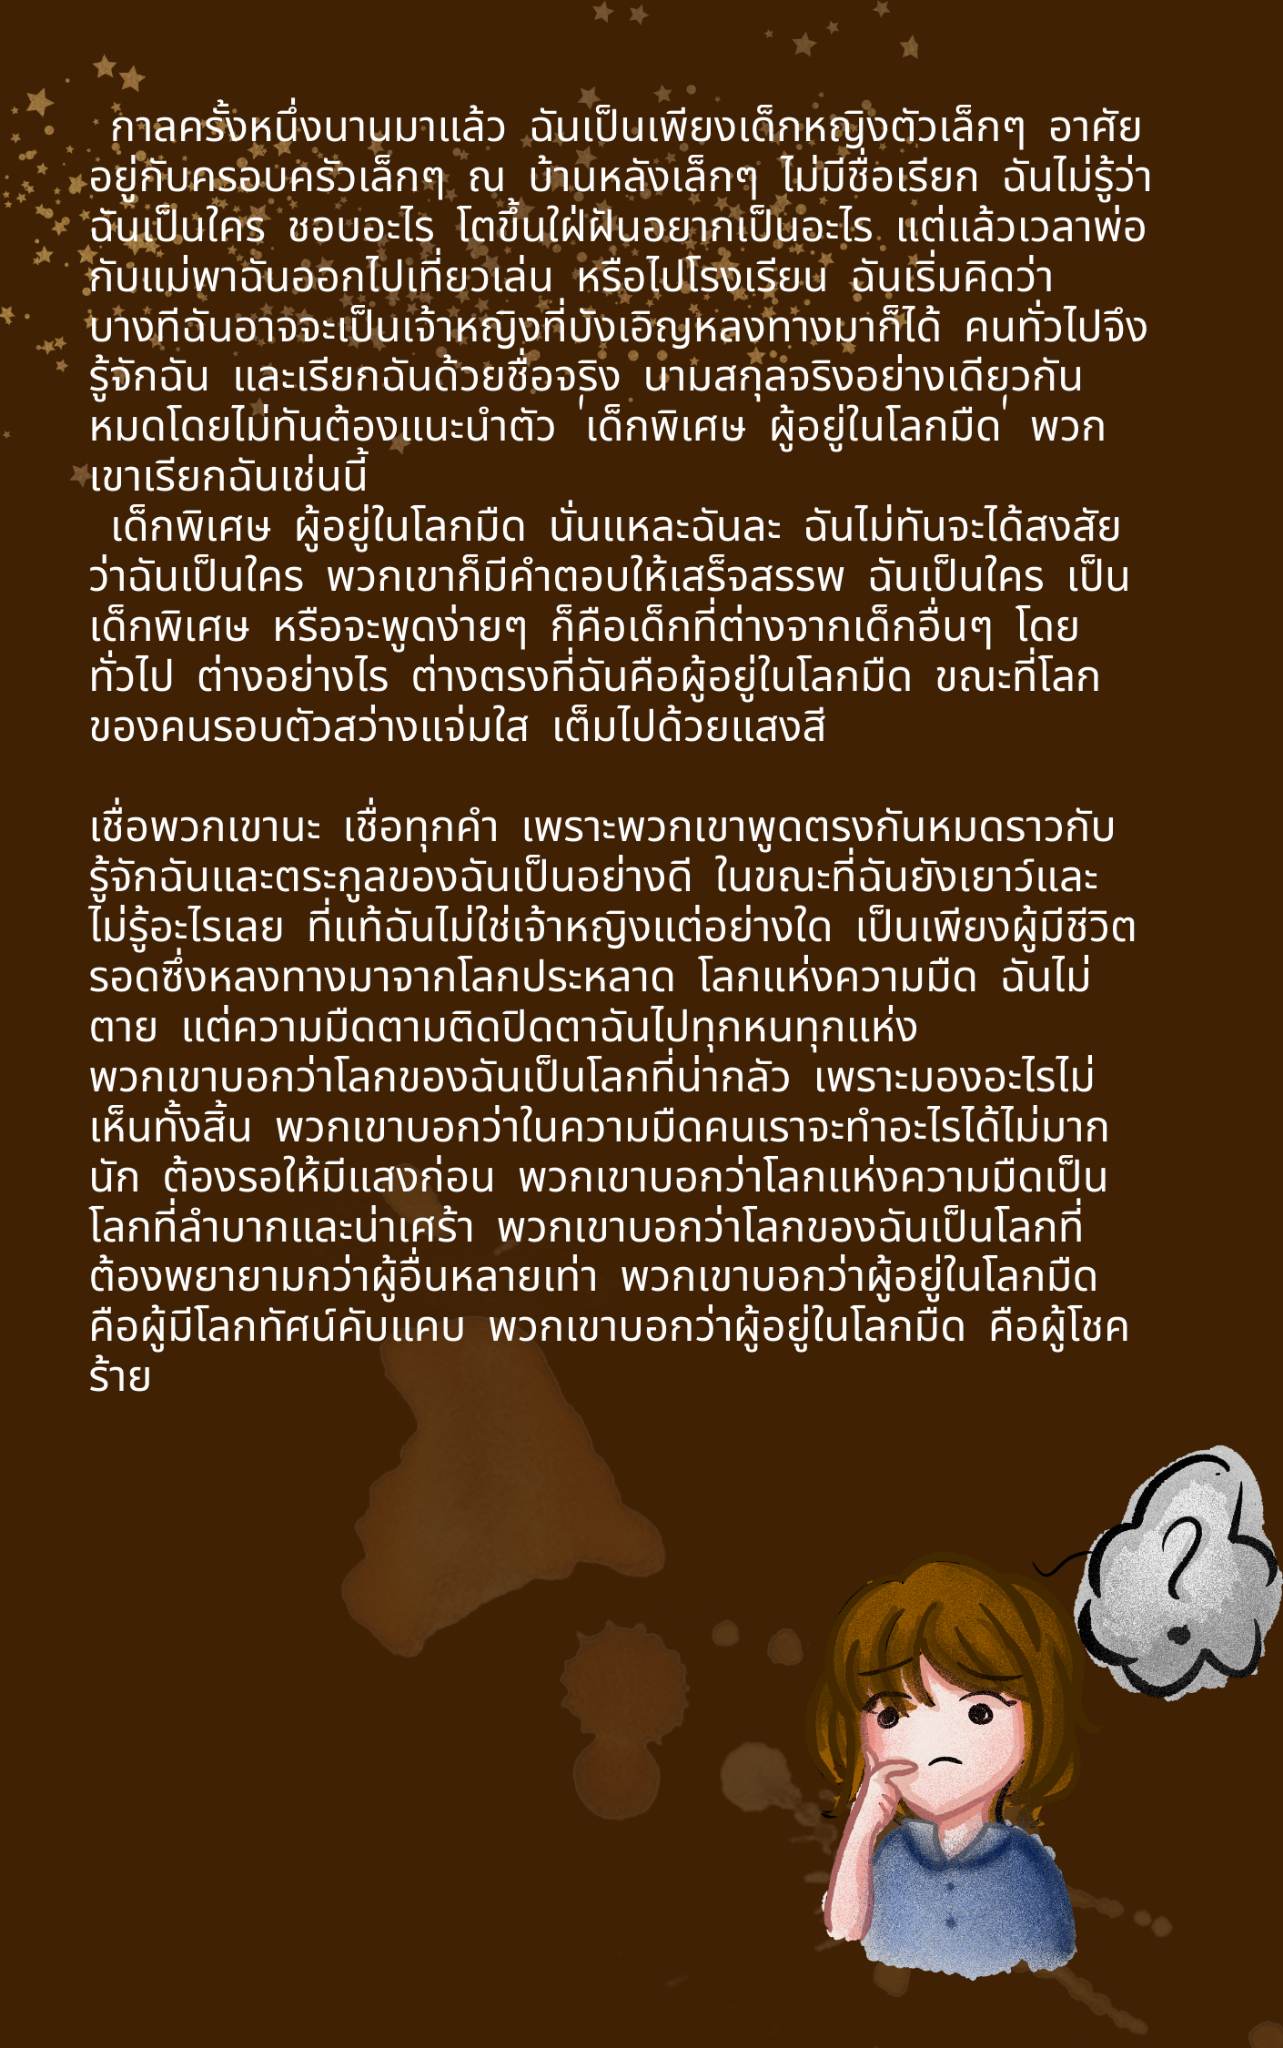 กาลครั้งหนึ่งนานมาแล้ว ฉันเป็นเพียงเด็กหญิงตัวเล็กๆ อาศัย
อยู่กับครอบครัวเล็กๆ ณ บ้านหลังเล็กๆ ไม่มีชื่อเรียก ฉันไม่รู้ว่า
ฉันเป็นใคร ชอบอะไร โตขึ้นใฝ่ฝันอยากเป็นอะไร แต่แล้วเวลาพ่อ
กับแม่พาฉันออกไปเที่ยวเล่น หรือไปโรงเรียน ฉันเริ่มคิดว่า
บางทีฉันอาจจะเป็นเจ้าหญิงที่บังเอิญหลงทางมาก็ได้ คนทั่วไปจึง
รู้จักฉัน และเรียกฉันด้วยชื่อจริง นามสกุลจริงอย่างเดียวกัน
หมดโดยไม่ทันต้องแนะนำตัว 'เด็กพิเศษ ผู้อยู่ในโลกมืด' พวก
เขาเรียกฉันเช่นนี้
เด็กพิเศษ ผู้อยู่ในโลกมืด นั่นแหละฉันละ ฉันไม่ทันจะได้สงสัย
ว่าฉันเป็นใคร พวกเขาก็มีคำตอบให้เสร็จสรรพ ฉันเป็นใคร เป็น
เด็กพิเศษ หรือจะพูดง่ายๆ ก็คือเด็กที่ต่างจากเด็กอื่นๆ โดย
ทั่วไป ต่างอย่างไร ต่างตรงที่ฉันคือผู้อยู่ในโลกมืด ขณะที่โลก
ของคนรอบตัวสว่างแจ่มใส เต็มไปด้วยแสงสี
เชื่อพวกเขานะ เชื่อทุกคำ เพราะพวกเขาพูดตรงกันหมดราวกับ
รู้จักฉันและตระกูลของฉันเป็นอย่างดี ในขณะที่ฉันยังเยาว์และ
ไม่รู้อะไรเลย ที่แท้ฉันไม่ใช่เจ้าหญิงแต่อย่างใด เป็นเพียงผู้มีชีวิต
รอดซึ่งหลงทางมาจากโลกประหลาด โลกแห่งความมืด ฉันไม่
ตาย แต่ความมืดตามติดปิดตาฉันไปทุกหนทุกแห่ง
พวกเขาบอกว่าโลกของฉันเป็นโลกที่น่ากลัว เพราะมองอะไรไม่
เห็นทั้งสิ้น พวกเขาบอกว่าในความมืดคนเราจะทำอะไรได้ไม่มาก
นัก ต้องรอให้มีแสงก่อน พวกเขาบอกว่าโลกแห่งความมืดเป็น
โลกที่ลำบากและน่าเศร้า พวกเขาบอกว่าโลกของฉันเป็นโลกที่
ต้องพยายามกว่าผู้อื่นหลายเท่า พวกเขาบอกว่าผู้อยู่ในโลกมืด
คือผู้มีโลกทัศน์คับแคบ พวกเขาบอกว่าผู้อยู่ในโลกมืด คือผู้โชค
ร้าย
?